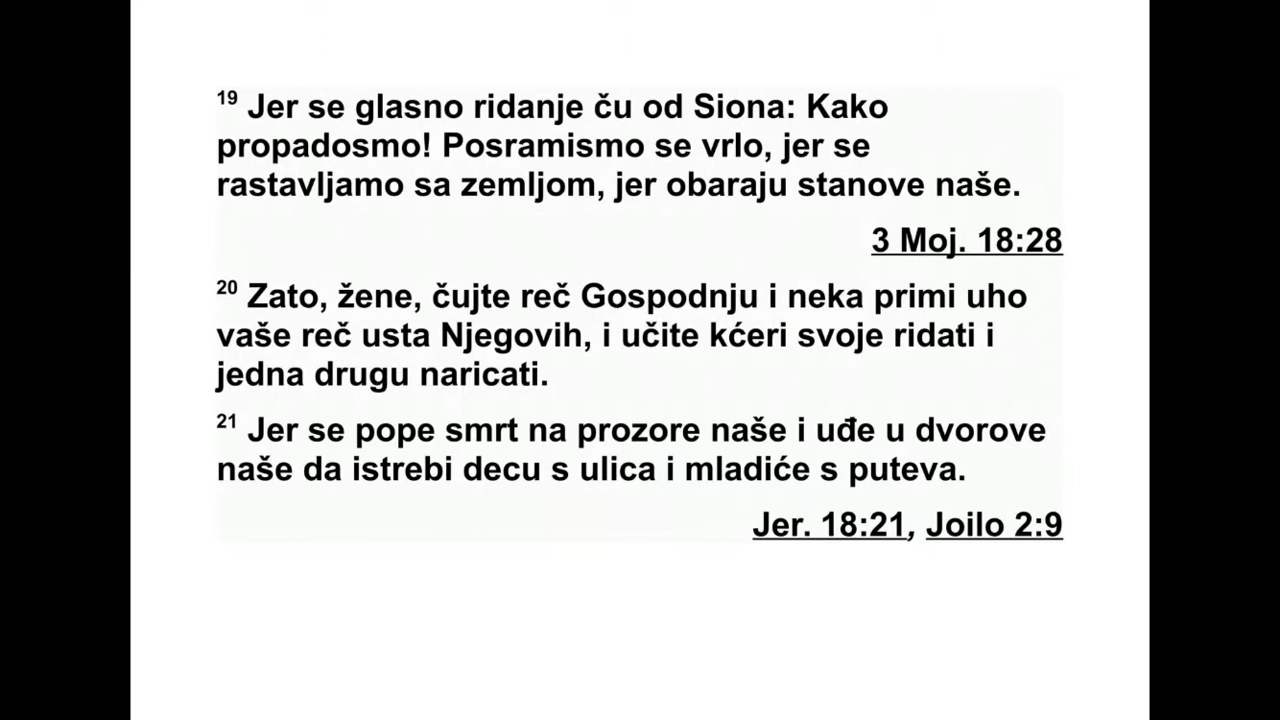 19 Jer se glasno ridanje ču od Siona: Kako
propadosmo! Posramismo se vrlo, jer se
rastavljamo sa zemljom, jer obaraju stanove naše.
3 Moj. 18:28
20 Zato, žene, čujte reč Gospodnju i neka primi uho
vaše reč usta Njegovih, i učite kćeri svoje ridati i
jedna drugu naricati.
21 Jer se pope smrt na prozore naše i uđe u dvorove
naše da istrebi decu s ulica i mladiće s puteva.
Jer. 18:21, Joilo 2:9